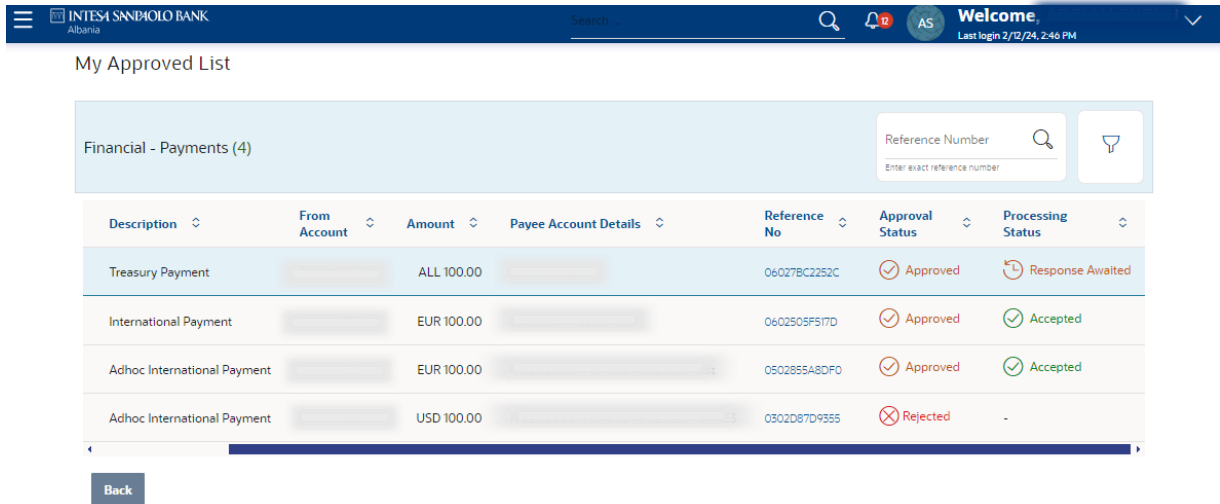 INTESA SANPAOLO BANK
Albania
Search ...
12
AS
Welcome,
Last login 2/12/24, 2:46 PM
My Approved List
Financial - Payments (4)
Reference Number
Enter exact reference number
Description From Account Amount Payee Account Details Reference No Approval Status Processing Status
Treasury Payment ALL 100.00 06027BC2252C Approved Response Awaited
International Payment EUR 100.00 0602505F517D Approved Accepted
Adhoc International Payment EUR 100.00 0502855A8DF0 Approved Accepted
Adhoc International Payment USD 100.00 0302D87D9355 Rejected -
Back